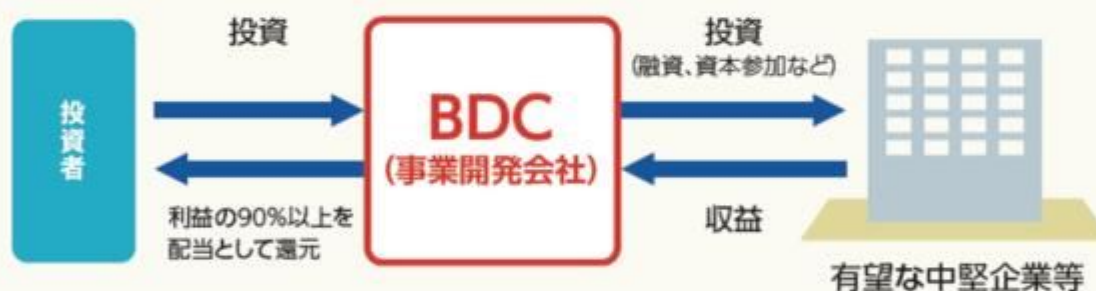 投資者
投資
利益の90%以上を
配当として還元
BDC
(事業開発会社)
投資
(融資、資本参加など)
収益
有望な中堅企業等